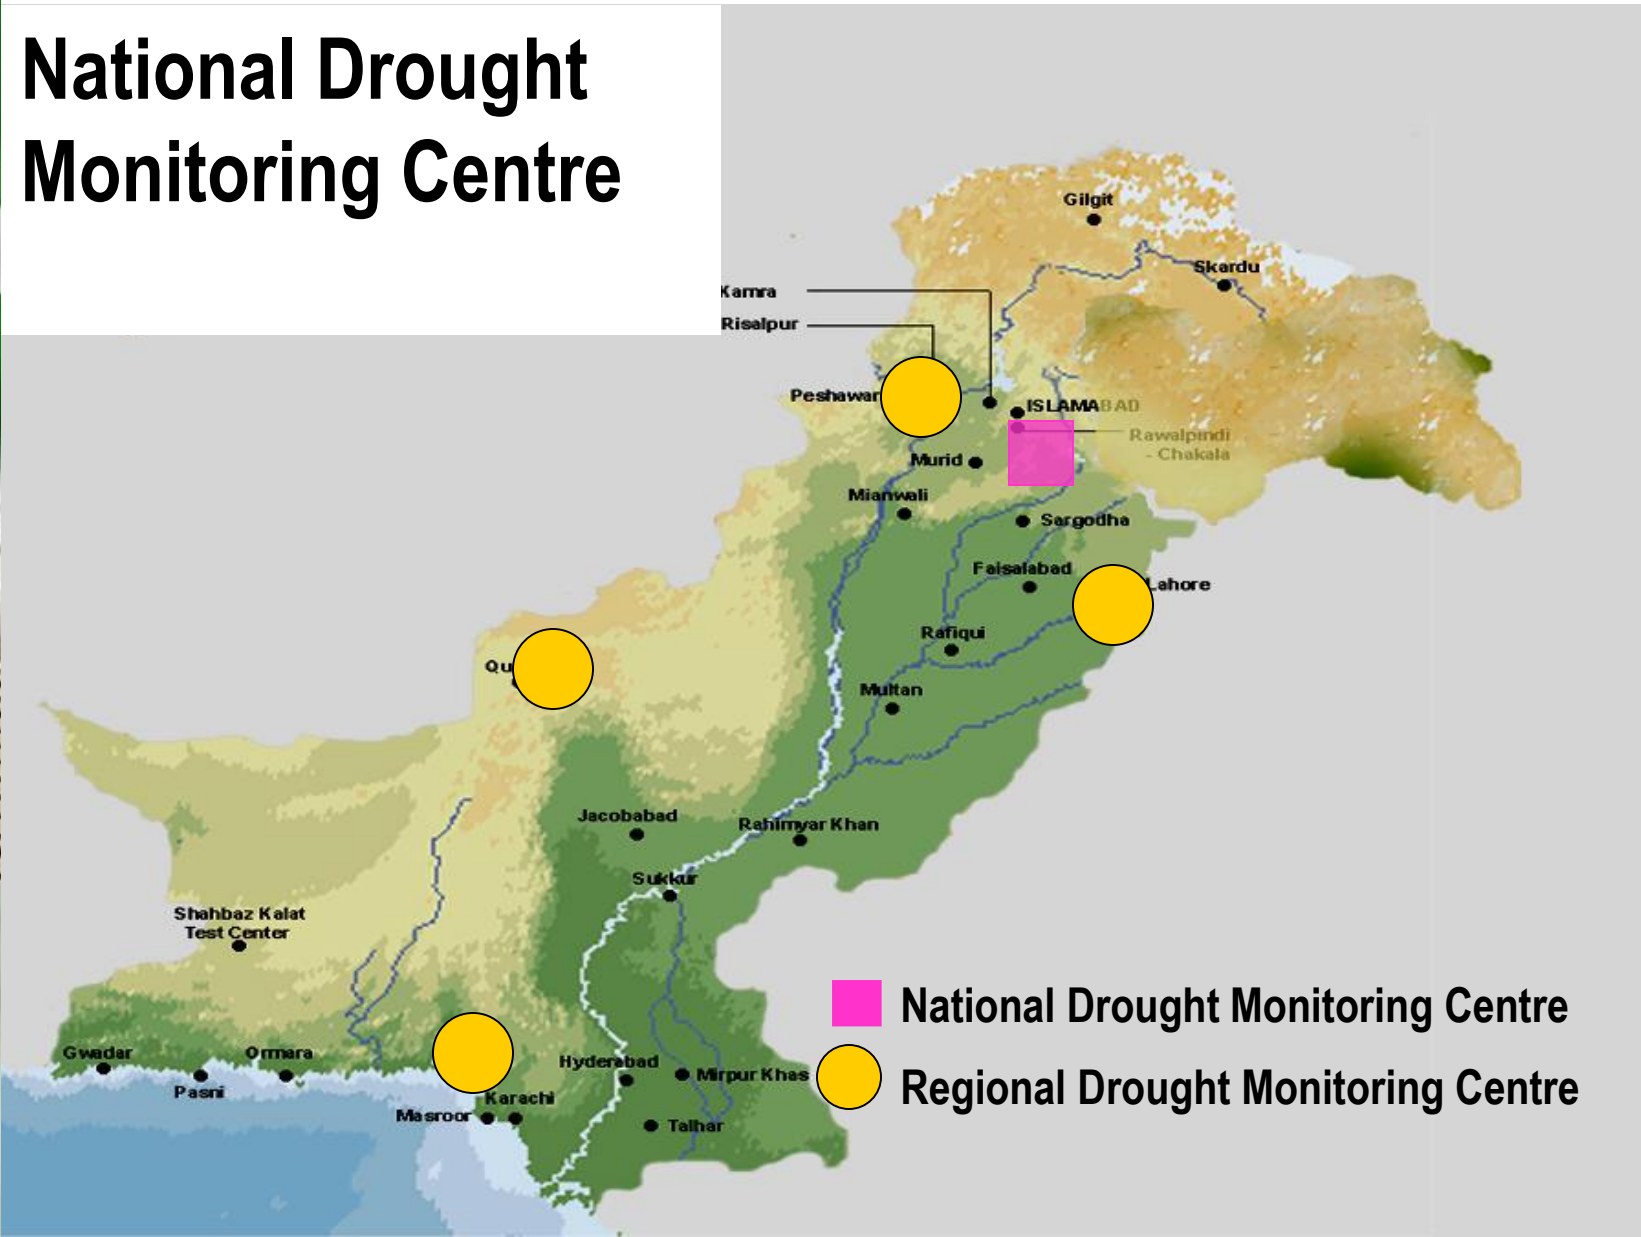 National Drought
Monitoring Centre
Gilgit
Skardu
Kamra
Risalpur
Peshawar
ISLAMABAD
Rawalpindi
- Chakala
Murid
Mianwali
Sargodha
Faisalabad
Lahore
Rafiqui
Qu
Multan
Jacobabad
Rahimyar Khan
Sukkur
Shahbaz Kalat
Test Center
National Drought Monitoring Centre
Gwadar
Ormara
Hyderabad
Mirpur Khas
Regional Drought Monitoring Centre
Pasni
Karachi
Masroor
Talhar